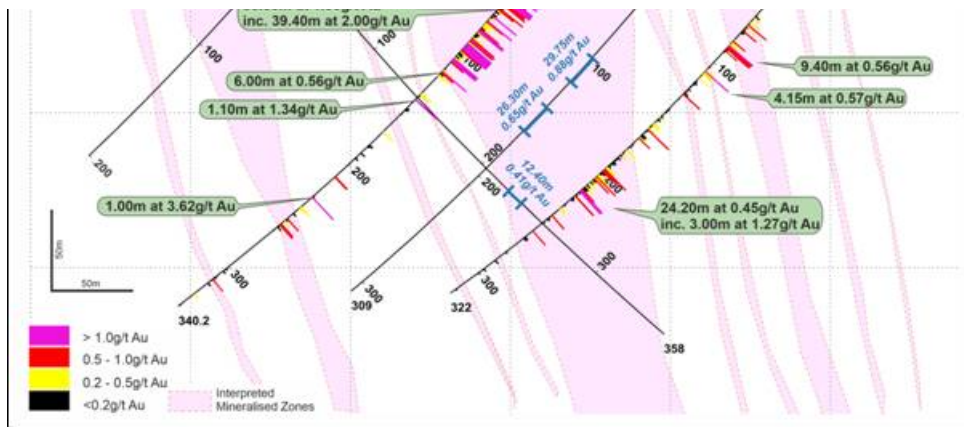 inc. 39.40m at 2.00g/t Au
100
100
100
29.75m
0.68g/t Au
100
100
9.40m at 0.56g/t Au
6.00m at 0.56g/t Au
4.15m at 0.57g/t Au
1.10m at 1.34g/t Au
26.30m
0.65g/t Au
200
200
200
200
12.40m
0.41g/t Au
200
1.00m at 3.62g/t Au
24.20m at 0.45g/t Au
inc. 3.00m at 1.27g/t Au
50m
50m
300
300
300
300
340.2
309
322
358
> 1.0g/t Au
0.5 - 1.0g/t Au
0.2 - 0.5g/t Au
<0.2g/t Au
Interpreted
Mineralised Zones